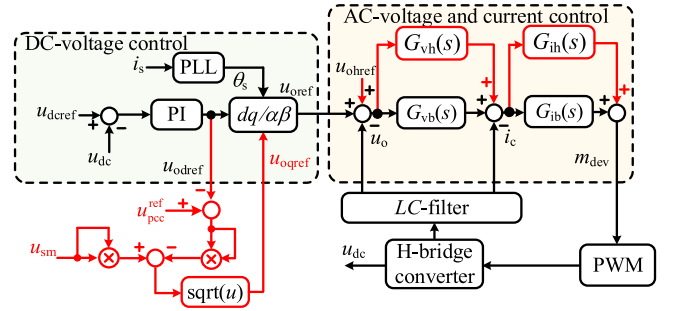 DC-voltage control
AC-voltage and current control
i_s
PLL
θ_s
u_oref
u_ohref
G_vh(s)
G_ih(s)
u_dcref
+
−
PI
dq/αβ
+
+
−
G_vb(s)
+
+
−
G_ib(s)
+
+
u_dc
u_odref
u_oqref
u_o
i_c
m_dev
−
u_pcc^ref
+
LC-filter
u_sm
×
+
−
×
u_dc
H-bridge
converter
PWM
sqrt(u)